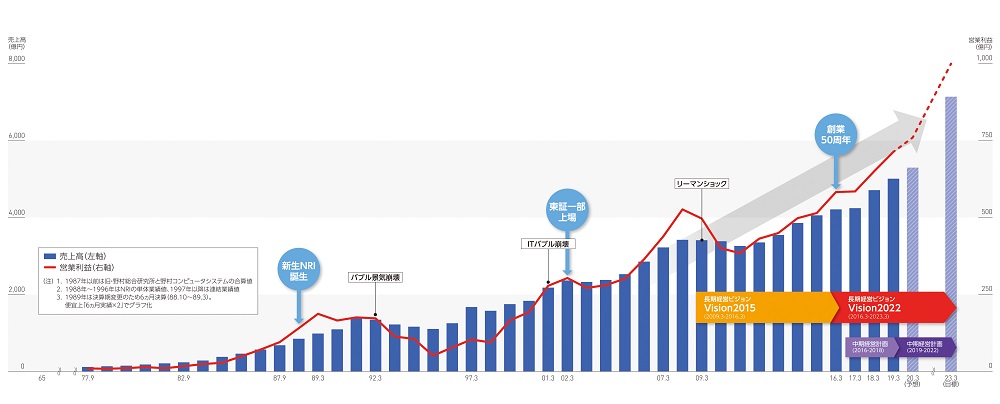 売上高
(億円)
営業利益
(億円)
8,000
1,000
6,000
750
4,000
500
2,000
250
0
0
創業
50周年
リーマンショック
東証一部
上場
ITバブル崩壊
新生NRI
誕生
バブル景気崩壊
売上高(左軸)
営業利益(右軸)
(注) 1. 1987年以前は旧・野村総合研究所と野村コンピュータシステムの合算値
2. 1988年~1996年はNRIの単体業績値、1997年以降は連結業績値
3. 1989年は決算期変更のため6ヵ月決算(88.10~89.3)。
便宜上「6ヵ月実績×2」でグラフ化
長期経営ビジョン
Vision2015
(2009.3-2016.3)
長期経営ビジョン
Vision2022
(2016.3-2023.3)
中期経営計画
(2016-2018)
中期経営計画
(2019-2022)
65
77.9
82.9
87.9
89.3
92.3
97.3
01.3
02.3
07.3
09.3
16.3
17.3
18.3
19.3
20.3
(予想)
23.3
(目標)